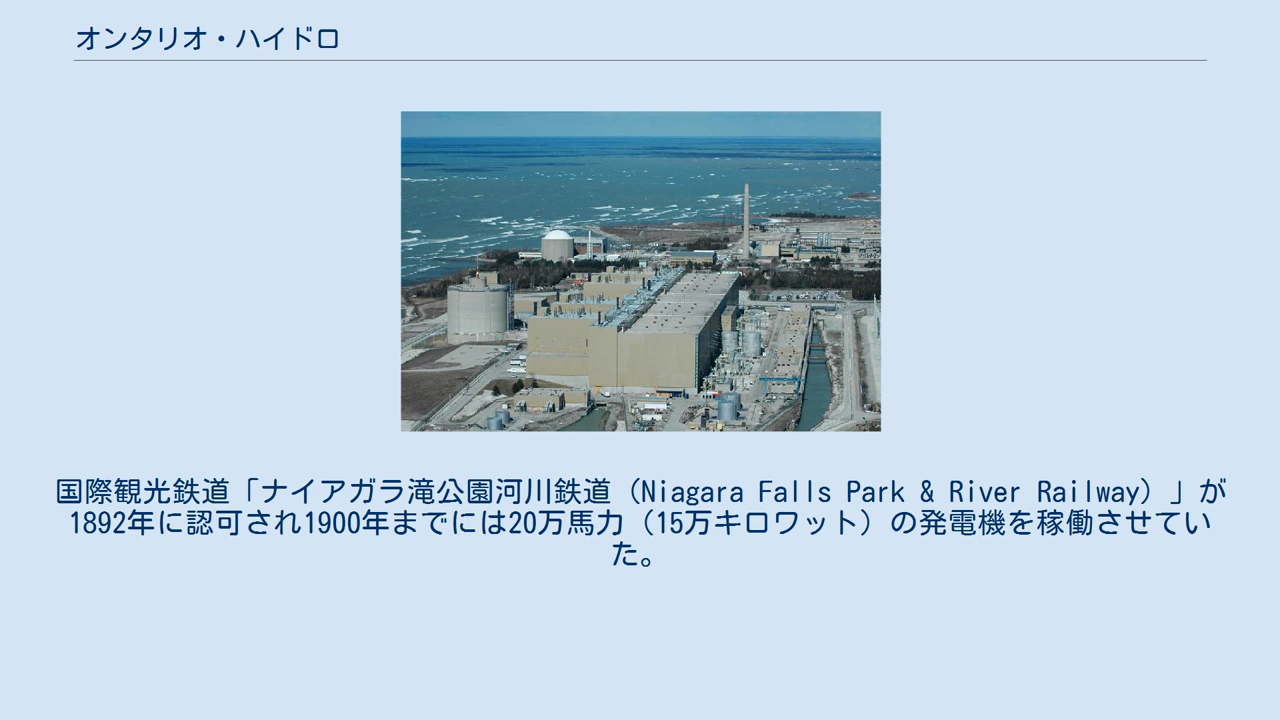 オンタリオ・ハイドロ
国際観光鉄道「ナイアガラ滝公園河川鉄道（Niagara Falls Park & River Railway）」が
1892年に認可され1900年までには20万馬力（15万キロワット）の発電機を稼働させてい
た。